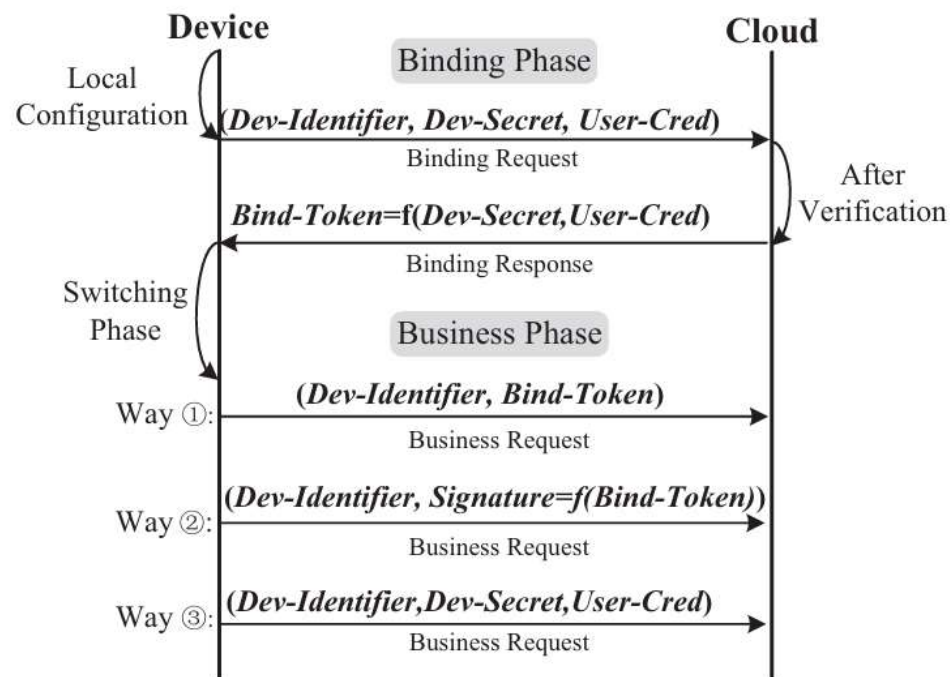 Device
Cloud
Binding Phase
Local
Configuration
(Dev-Identifier, Dev-Secret, User-Cred)
Binding Request
After
Verification
Bind-Token=f(Dev-Secret,User-Cred)
Binding Response
Switching
Phase
Business Phase
(Dev-Identifier, Bind-Token)
Way ①:
Business Request
(Dev-Identifier, Signature=f(Bind-Token))
Way ②:
Business Request
(Dev-Identifier,Dev-Secret,User-Cred)
Way ③:
Business Request